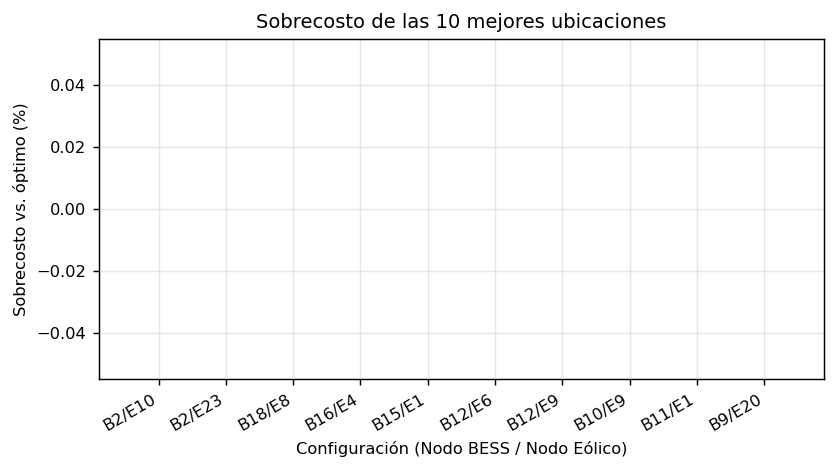 Sobrecosto de las 10 mejores ubicaciones
Sobrecosto vs. óptimo (%)
0.04
0.02
0.00
−0.02
−0.04
B2/E10
B2/E23
B18/E8
B16/E4
B15/E1
B12/E6
B12/E9
B10/E9
B11/E1
B9/E20
Configuración (Nodo BESS / Nodo Eólico)